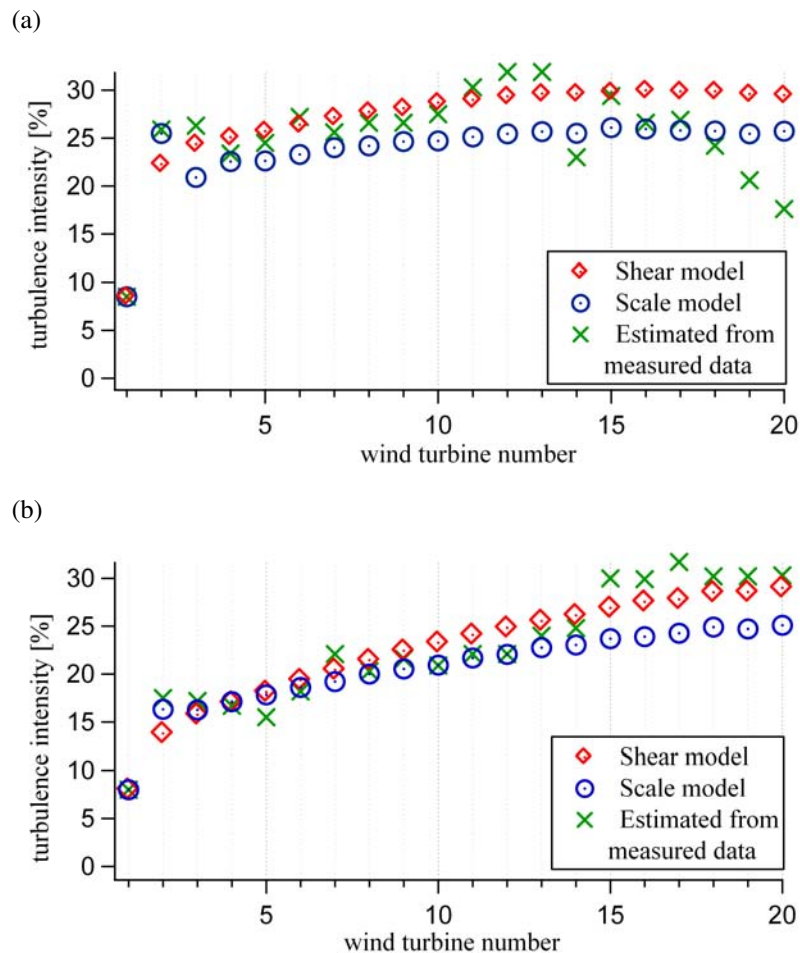 (a)
turbulence intensity [%]
30
25
20
15
10
5
0
Shear model
Scale model
Estimated from
measured data
5
10
15
20
wind turbine number
(b)
turbulence intensity [%]
30
25
20
15
10
5
0
Shear model
Scale model
Estimated from
measured data
5
10
15
20
wind turbine number